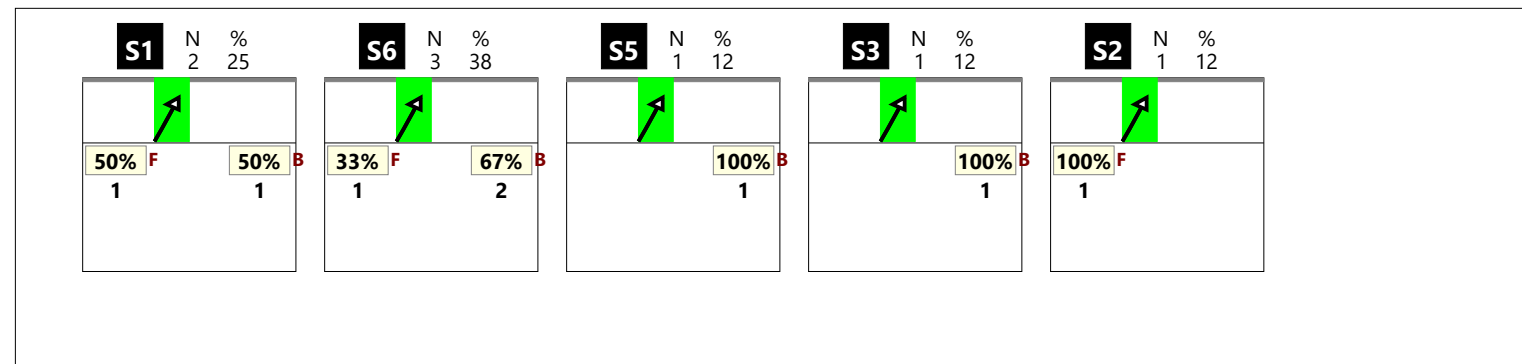 S1 N % S6 N % S5 N % S3 N % S2 N %
2 25 3 38 1 12 1 12 1 12
50% F 50% B 33% F 67% B 100% B 100% B 100% F
1 1 1 2 1 1 1